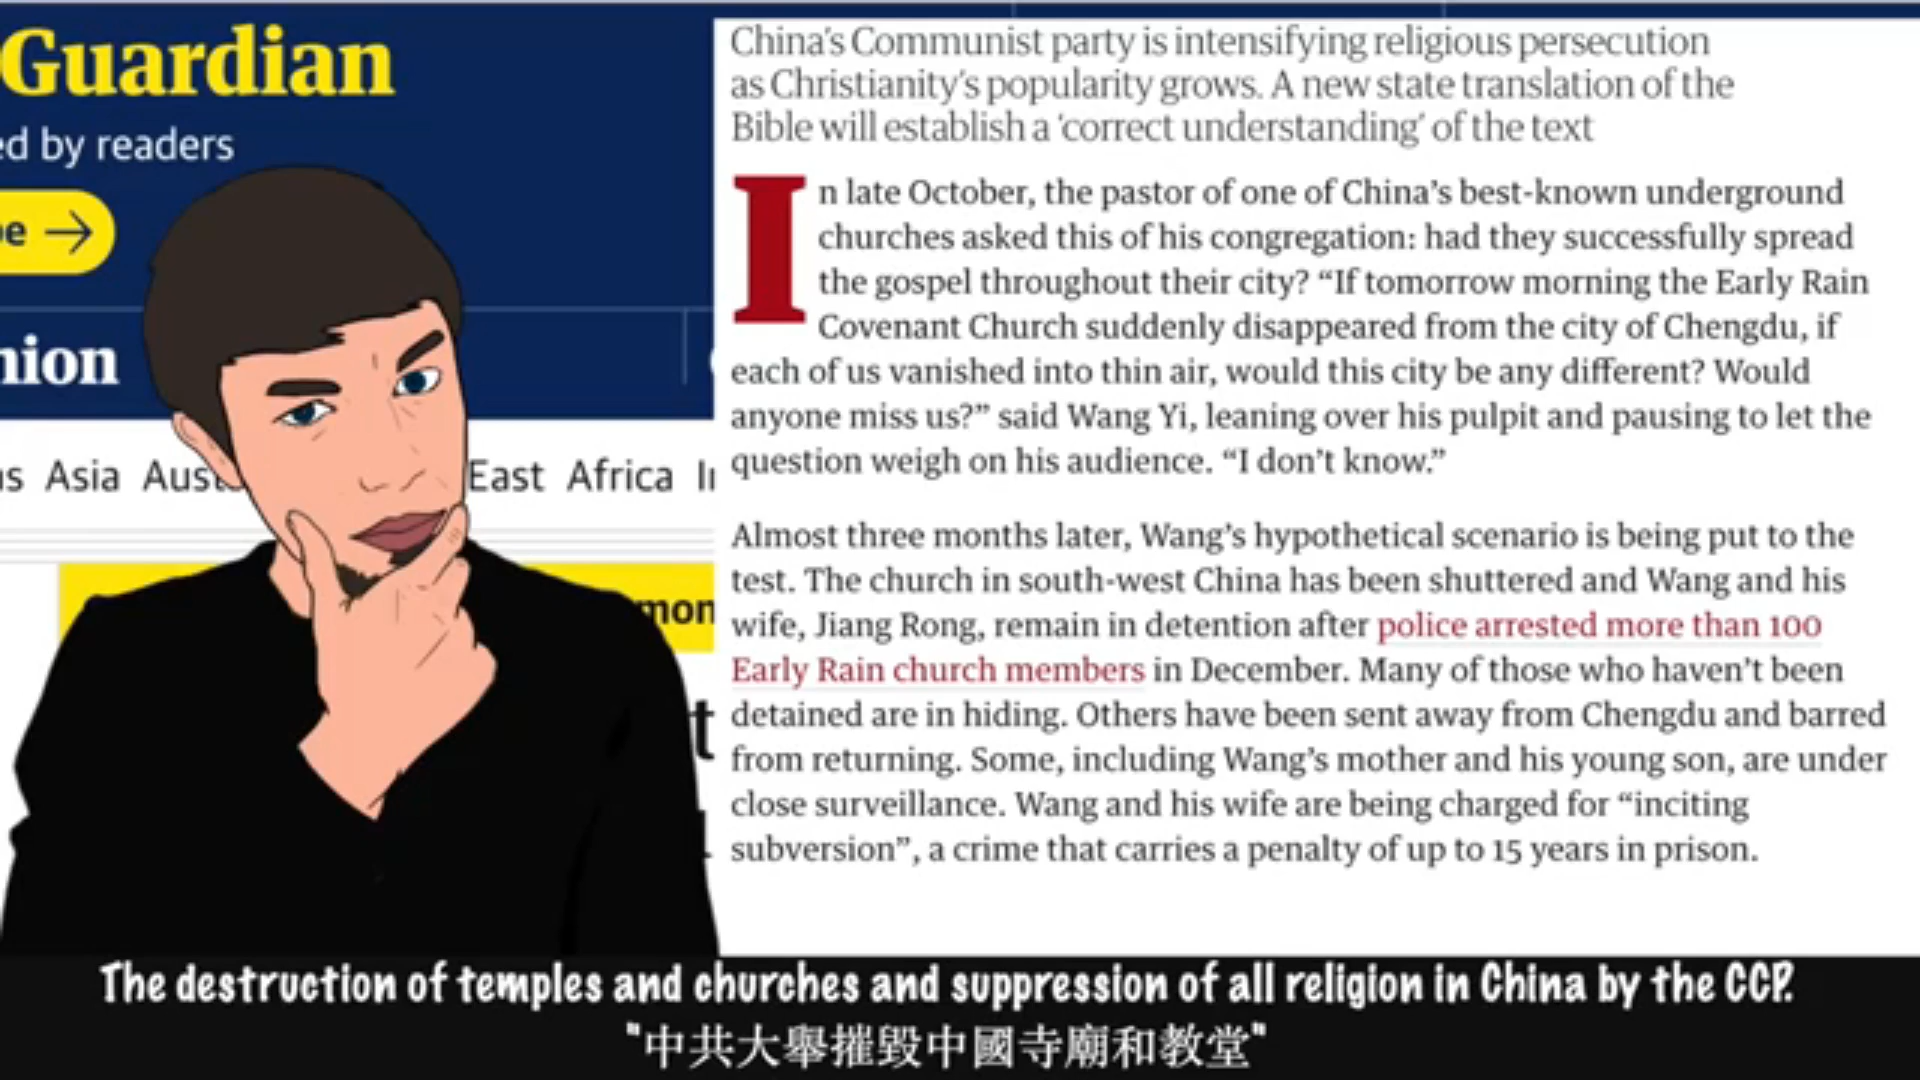 Guardian
ed by readers
nion
Asia
East Africa
China's Communist party is intensifying religious persecution
as Christianity's popularity grows. A new state translation of the
Bible will establish a 'correct understanding' of the text
In late October, the pastor of one of China's best-known underground
churches asked this of his congregation: had they successfully spread
the gospel throughout their city? “If tomorrow morning the Early Rain
Covenant Church suddenly disappeared from the city of Chengdu, if
each of us vanished into thin air, would this city be any different? Would
anyone miss us?” said Wang Yi, leaning over his pulpit and pausing to let the
question weigh on his audience. “I don't know.”
Almost three months later, Wang's hypothetical scenario is being put to the
test. The church in south-west China has been shuttered and Wang and his
wife, Jiang Rong, remain in detention after police arrested more than 100
Early Rain church members in December. Many of those who haven't been
detained are in hiding. Others have been sent away from Chengdu and barred
from returning. Some, including Wang's mother and his young son, are under
close surveillance. Wang and his wife are being charged for “inciting
subversion”, a crime that carries a penalty of up to 15 years in prison.
The destruction of temples and churches and suppression of all religion in China by the CCP.
"中共大舉摧毀中國寺廟和教堂"